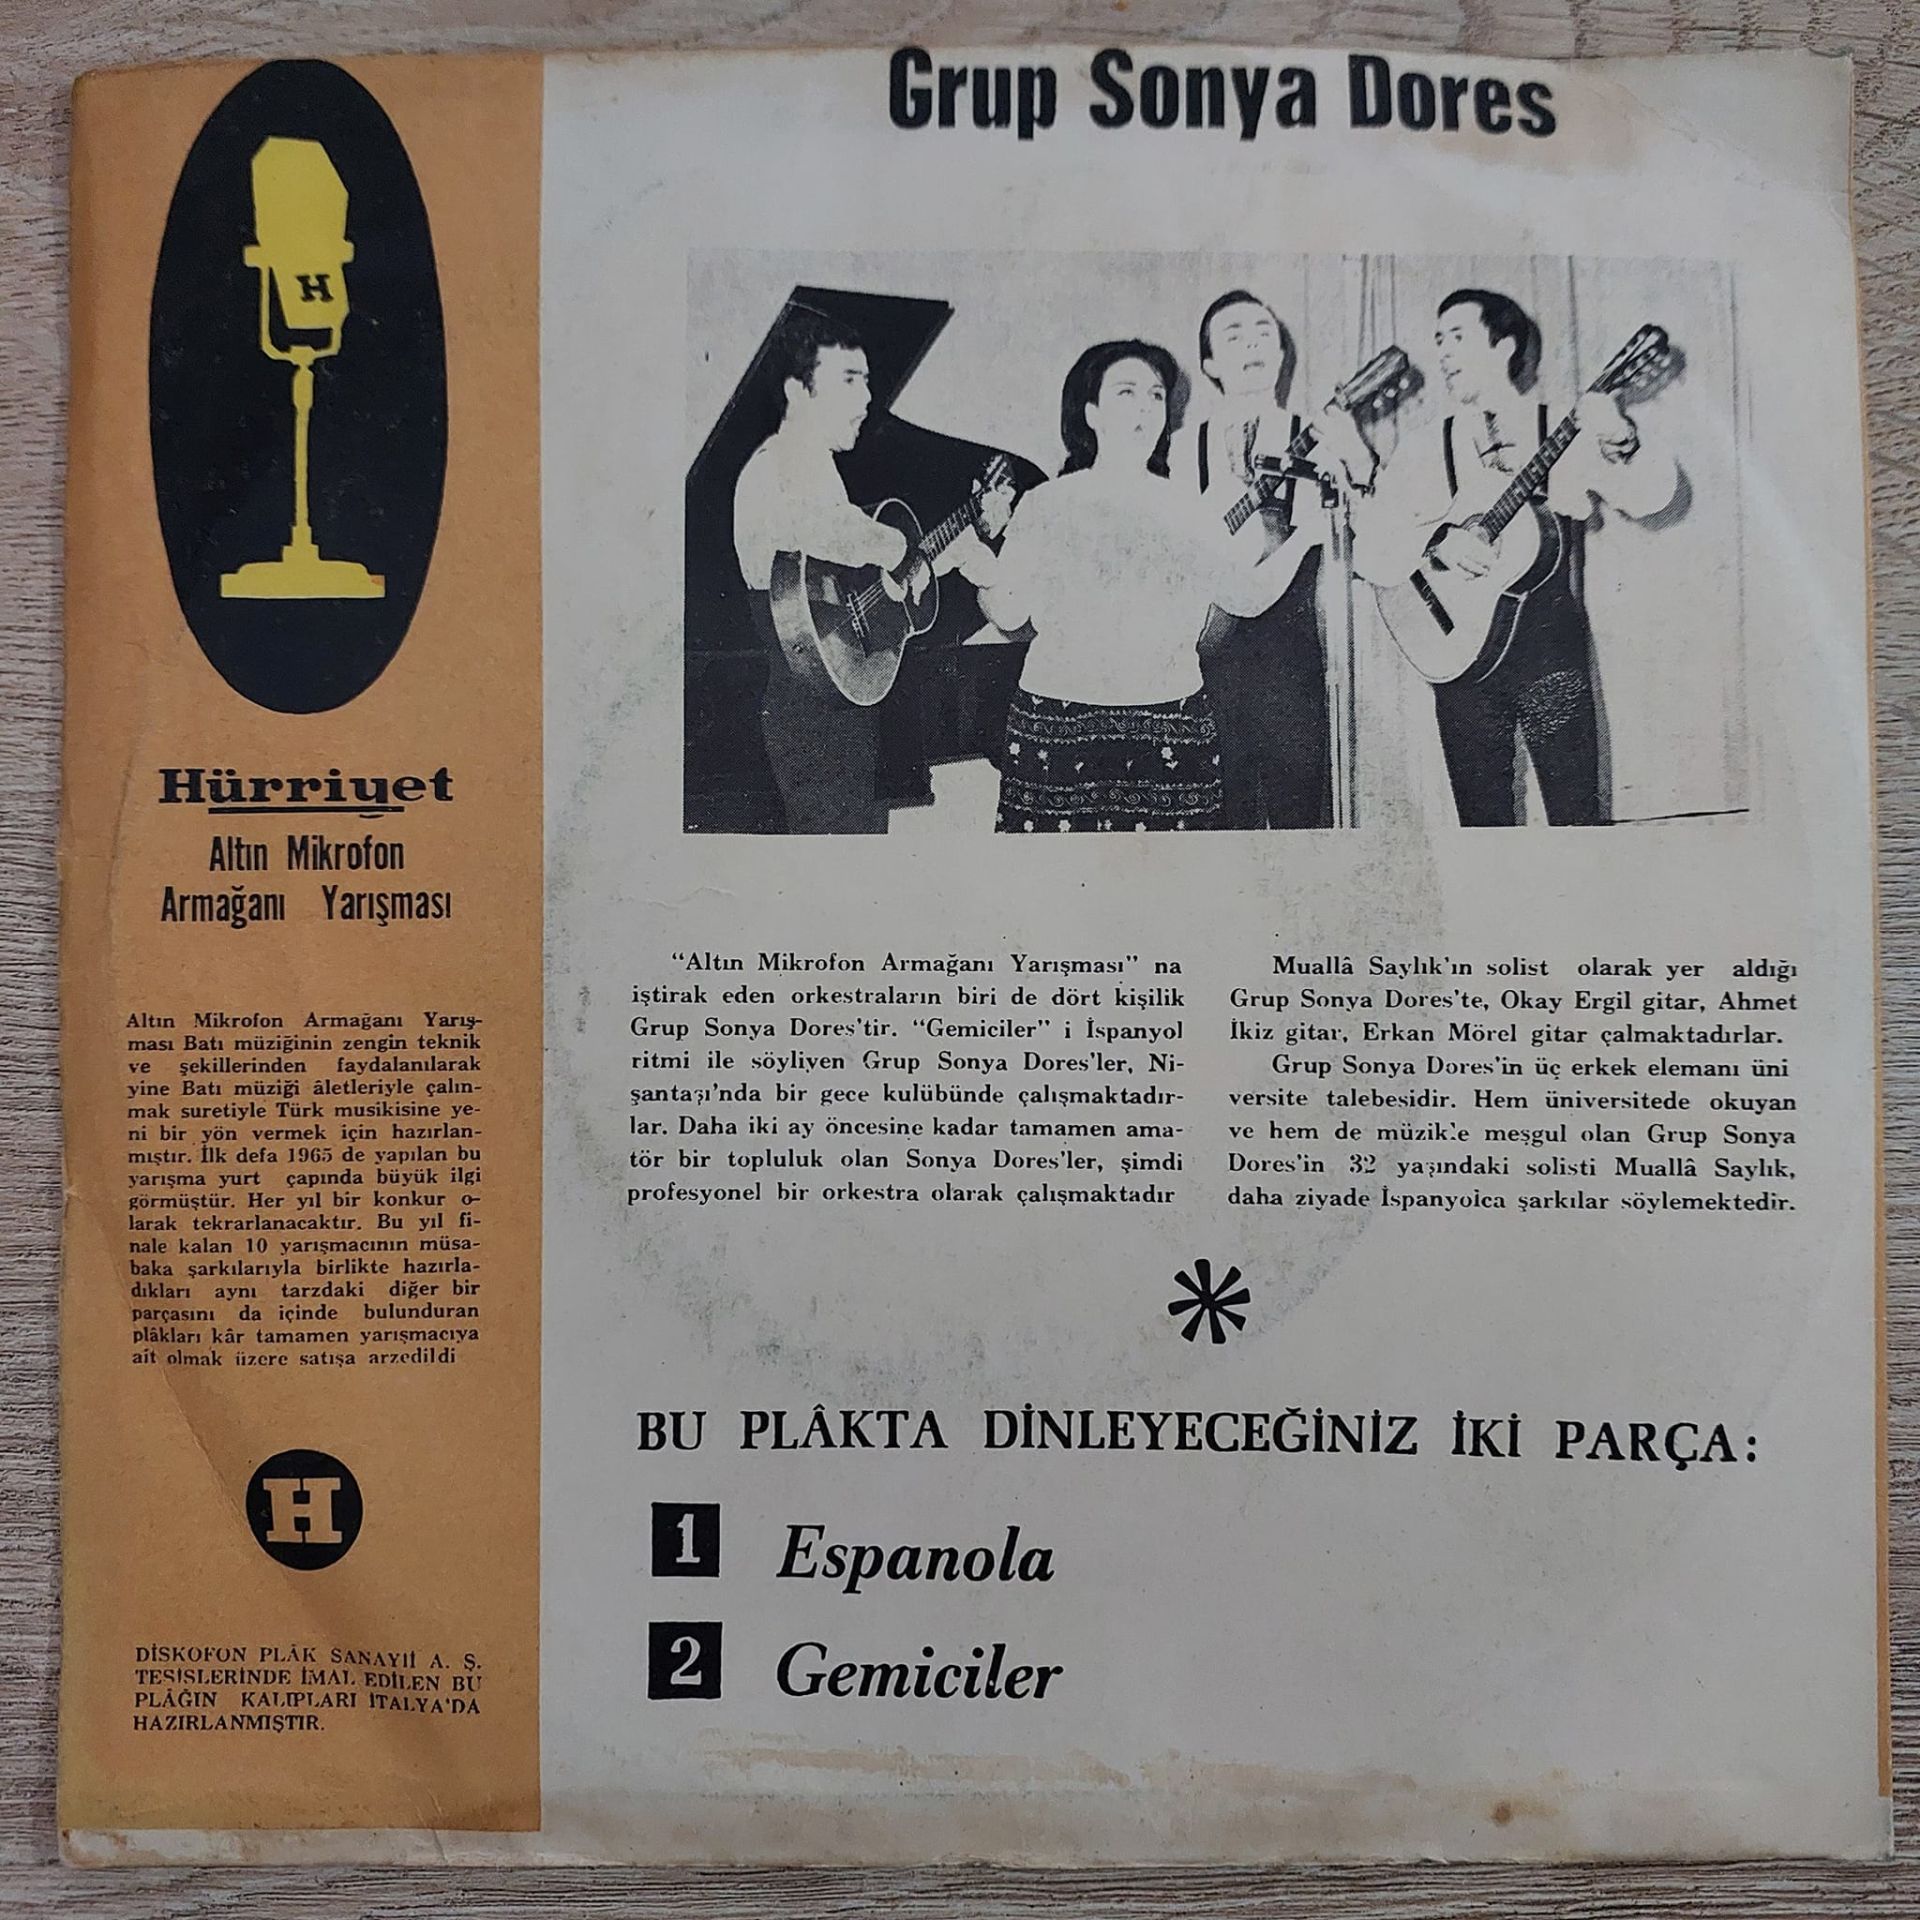 Grup Sonya Dores
H
Hürriyet
Altın Mikrofon
Armağanı Yarışması
Altın Mikrofon Armağanı Yarış-
ması Batı müziğinin zengin teknik
ve şekillerinden faydalanılarak
yine Batı müziği âletleriyle çalın-
mak suretiyle Türk musikisine ye-
ni bir yön vermek için hazırlan-
mıştır. İlk defa 1965 de yapılan bu
yarışma yurt çapında büyük ilgi
görmüştür. Her yıl bir konkur o-
larak tekrarlanacaktır. Bu yıl fi-
nale kalan 10 yarışmacının müsa-
baka şarkılarıyla birlikte hazırla-
dıkları aynı tarzdaki diğer bir
parçasını da içinde bulunduran
plâkları kâr tamamen yarışmacıya
ait olmak üzere satışa arzedildi
H
DİSKOFON PLÂK SANAYİİ A. Ş.
TESİSLERİNDE İMAL EDİLEN BU
PLÂĞIN KALIPLARI İTALYA'DA
HAZIRLANMIŞTIR.
"Altın Mikrofon Armağanı Yarışması" na
iştirak eden orkestraların biri de dört kişilik
Grup Sonya Dores'tir. "Gemiciler" i İspanyol
ritmi ile söyliyen Grup Sonya Dores'ler, Ni-
şantaşı'nda bir gece kulübünde çalışmaktadır-
lar. Daha iki ay öncesine kadar tamamen ama-
tör bir topluluk olan Sonya Dores'ler, şimdi
profesyonel bir orkestra olarak çalışmaktadır
Muallâ Saylık'ın solist olarak yer aldığı
Grup Sonya Dores'te, Okay Ergil gitar, Ahmet
İkiz gitar, Erkan Mörel gitar çalmaktadırlar.
Grup Sonya Dores'in üç erkek elemanı üni
versite talebesidir. Hem üniversitede okuyan
ve hem de müzikle meşgul olan Grup Sonya
Dores'in 32 yaşındaki solisti Muallâ Saylık,
daha ziyade İspanyolca şarkılar söylemektedir.
BU PLÂKTA DİNLEYECEĞİNİZ İKİ PARÇA:
1 Espanola
2 Gemiciler